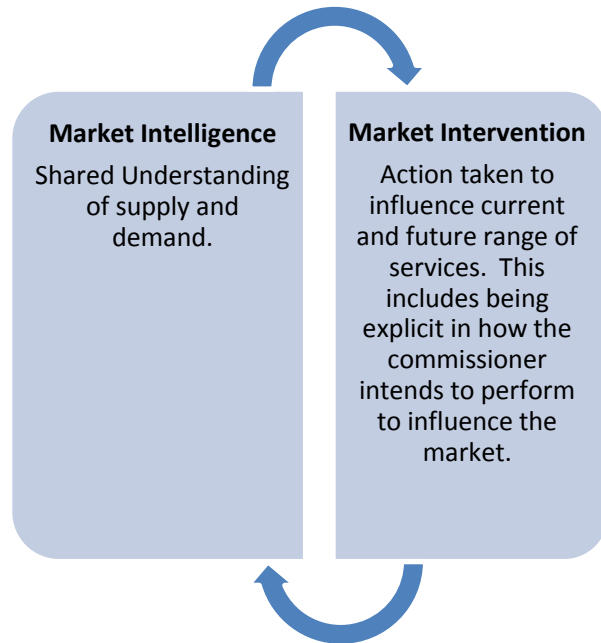 Market Intelligence
Shared Understanding
of supply and
demand.
Market Intervention
Action taken to
influence current
and future range of
services.  This
includes being
explicit in how the
commissioner
intends to perform
to influence the
market.